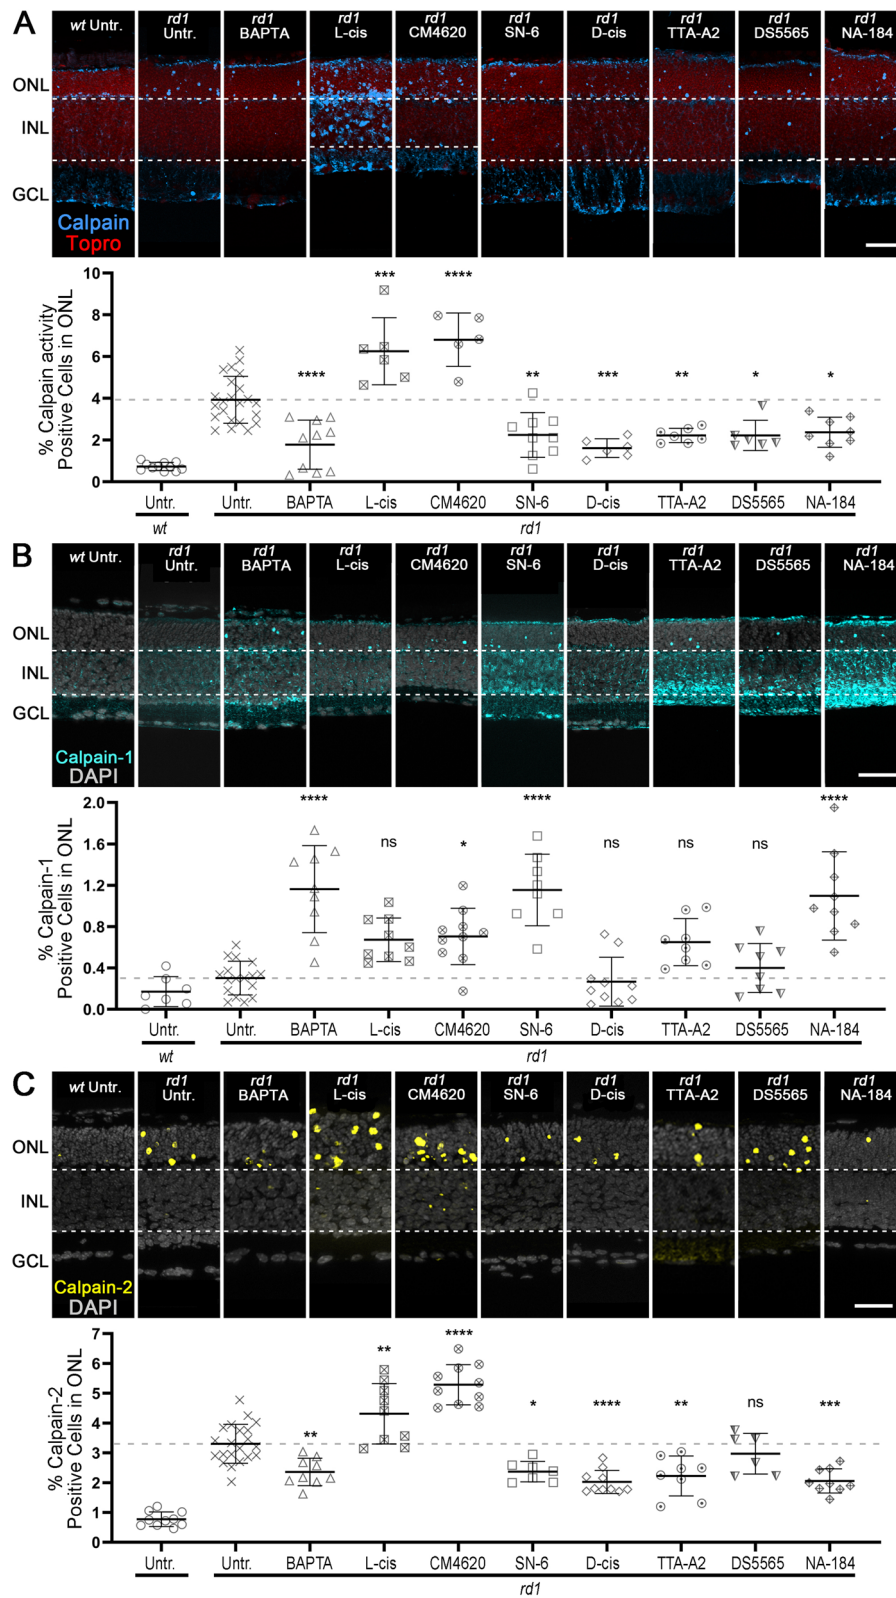 A
wt Untr.
rd1 Untr.
rd1 BAPTA
rd1 L-cis
rd1 CM4620
rd1 SN-6
rd1 D-cis
rd1 TTA-A2
rd1 DS5565
rd1 NA-184
ONL
INL
GCL
Calpain
Topro
% Calpain activity
Positive Cells in ONL
10
8
6
4
2
0
**** *** **** ** *** ** * *
Untr. Untr. BAPTA L-cis CM4620 SN-6 D-cis TTA-A2 DS5565 NA-184
wt rd1
B
wt Untr.
rd1 Untr.
rd1 BAPTA
rd1 L-cis
rd1 CM4620
rd1 SN-6
rd1 D-cis
rd1 TTA-A2
rd1 DS5565
rd1 NA-184
ONL
INL
GCL
Calpain-1
DAPI
% Calpain-1
Positive Cells in ONL
2.0
1.6
1.2
0.8
0.4
0.0
**** ns * **** ns ns ns ****
Untr. Untr. BAPTA L-cis CM4620 SN-6 D-cis TTA-A2 DS5565 NA-184
wt rd1
C
wt Untr.
rd1 Untr.
rd1 BAPTA
rd1 L-cis
rd1 CM4620
rd1 SN-6
rd1 D-cis
rd1 TTA-A2
rd1 DS5565
rd1 NA-184
ONL
INL
GCL
Calpain-2
DAPI
% Calpain-2
Positive Cells in ONL
7
6
5
4
3
2
1
0
** ** **** * **** ** ns ***
Untr. Untr. BAPTA L-cis CM4620 SN-6 D-cis TTA-A2 DS5565 NA-184
rd1